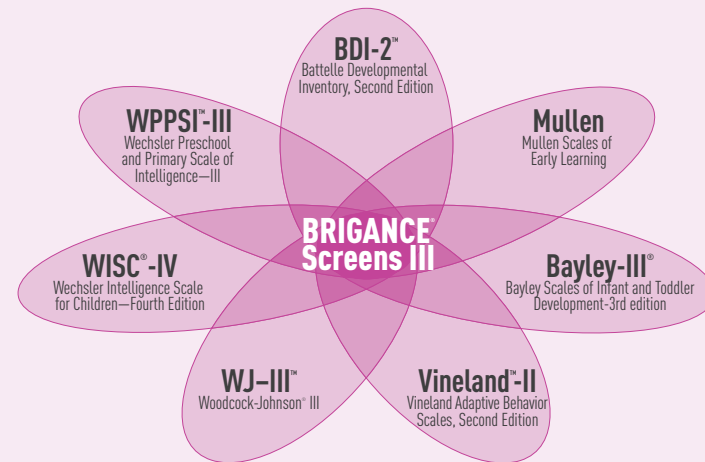 BDI-2™
Battelle Developmental
Inventory, Second Edition
WPPSI™-III
Wechsler Preschool
and Primary Scale of
Intelligence—III
Mullen
Mullen Scales of
Early Learning
BRIGANCE®
Screens III
WISC®-IV
Wechsler Intelligence Scale
for Children—Fourth Edition
Bayley-III®
Bayley Scales of Infant and Toddler
Development-3rd edition
WJ–III™
Woodcock-Johnson® III
Vineland™-II
Vineland Adaptive Behavior
Scales, Second Edition